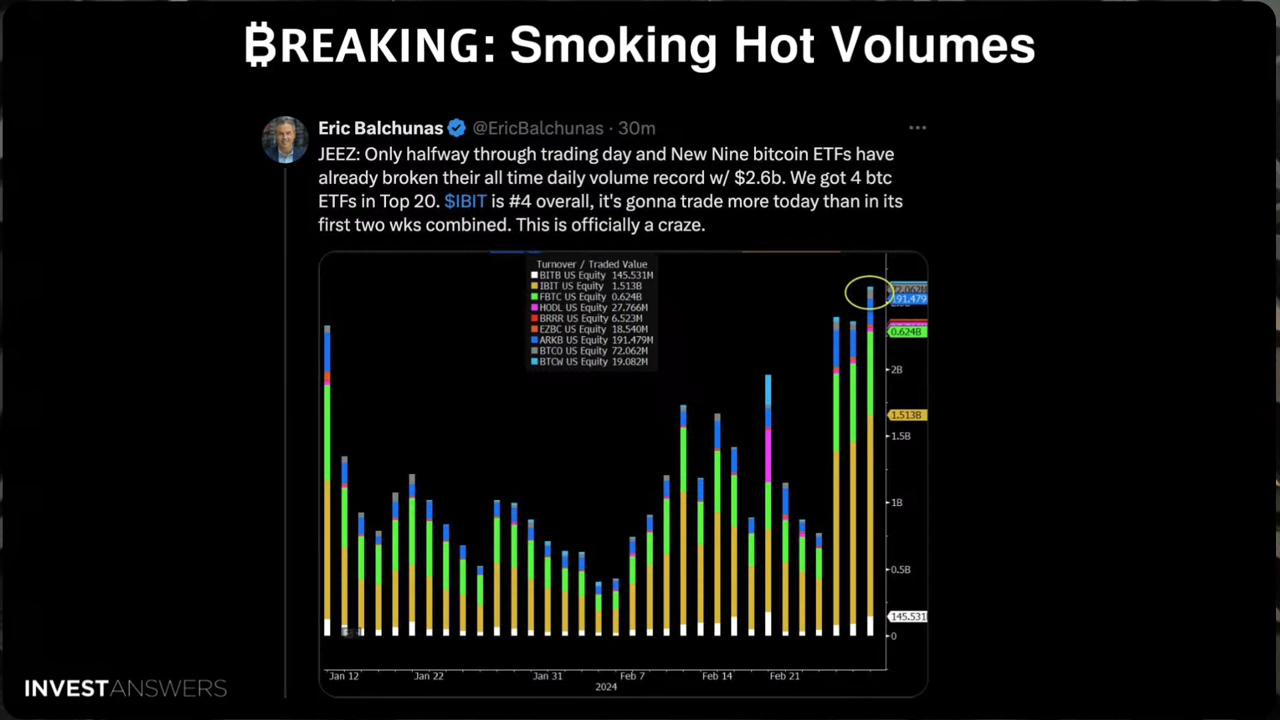 ₿REAKING: Smoking Hot Volumes
Eric Balchunas @EricBalchunas · 30m
JEEZ: Only halfway through trading day and New Nine bitcoin ETFs have
already broken their all time daily volume record w/ $2.6b. We got 4 btc
ETFs in Top 20. $IBIT is #4 overall, it's gonna trade more today than in its
first two wks combined. This is officially a craze.
Turnover / Traded Value
BITB US Equity 145.531M
IBIT US Equity 1.513B
FBTC US Equity 0.624B
HODL US Equity 27.766M
BRRR US Equity 6.523M
EZBC US Equity 18.540M
ARKB US Equity 191.479M
BTCO US Equity 72.062M
BTCW US Equity 19.082M
72.062M
191.479
0.624B
2B
1.513B
1.5B
1B
0.5B
145.531
0
Jan 12 Jan 22 Jan 31 Feb 7 Feb 14 Feb 21
2024
INVESTANSWERS